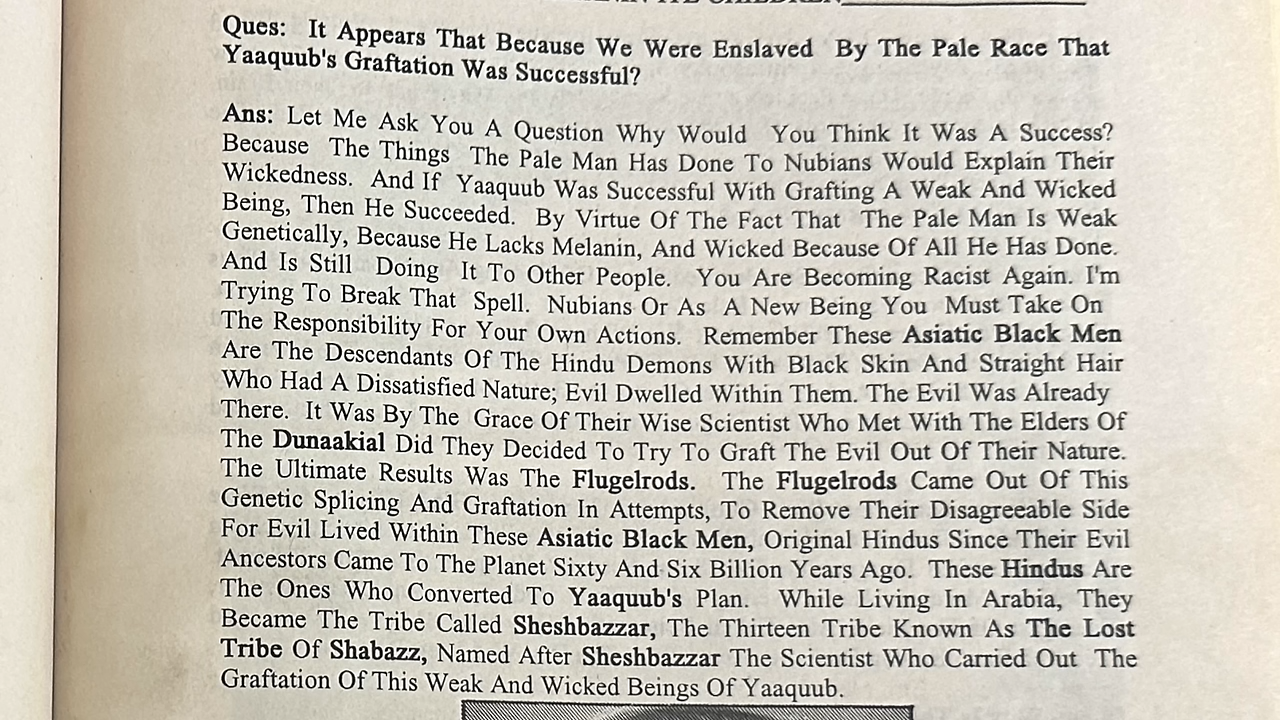 Ques: It Appears That Because We Were Enslaved By The Pale Race That
Yaaquub's Graftation Was Successful?
Ans: Let Me Ask You A Question Why Would You Think It Was A Success?
Because The Things The Pale Man Has Done To Nubians Would Explain Their
Wickedness. And If Yaaquub Was Successful With Grafting A Weak And Wicked
Being, Then He Succeeded. By Virtue Of The Fact That The Pale Man Is Weak
Genetically, Because He Lacks Melanin, And Wicked Because Of All He Has Done.
And Is Still Doing It To Other People. You Are Becoming Racist Again. I'm
Trying To Break That Spell. Nubians Or As A New Being You Must Take On
The Responsibility For Your Own Actions. Remember These Asiatic Black Men
Are The Descendants Of The Hindu Demons With Black Skin And Straight Hair
Who Had A Dissatisfied Nature; Evil Dwelled Within Them. The Evil Was Already
There. It Was By The Grace Of Their Wise Scientist Who Met With The Elders Of
The Dunaakial Did They Decided To Try To Graft The Evil Out Of Their Nature.
The Ultimate Results Was The Flugelrods. The Flugelrods Came Out Of This
Genetic Splicing And Graftation In Attempts, To Remove Their Disagreeable Side
For Evil Lived Within These Asiatic Black Men, Original Hindus Since Their Evil
Ancestors Came To The Planet Sixty And Six Billion Years Ago. These Hindus Are
The Ones Who Converted To Yaaquub's Plan. While Living In Arabia, They
Became The Tribe Called Sheshbazzar, The Thirteen Tribe Known As The Lost
Tribe Of Shabazz, Named After Sheshbazzar The Scientist Who Carried Out The
Graftation Of This Weak And Wicked Beings Of Yaaquub.